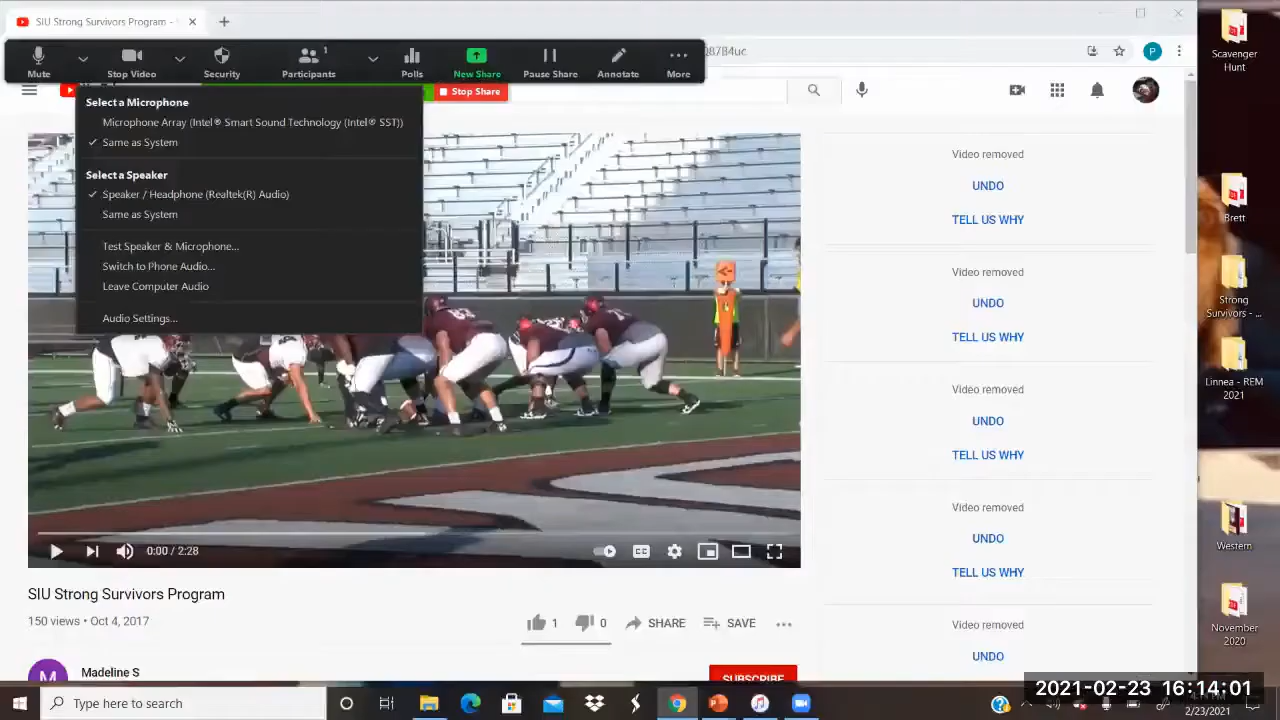 SIU Strong Survivors Program -
Mute
Stop Video
Security
1
Participants
Polls
New Share
Pause Share
Annotate
More
Q8784uc
P
Stop Share
Select a Microphone
Microphone Array (Intel® Smart Sound Technology (Intel® SST))
Same as System
Select a Speaker
Speaker / Headphone (Realtek(R) Audio)
Same as System
Test Speaker & Microphone...
Switch to Phone Audio...
Leave Computer Audio
Audio Settings...
Video removed
UNDO
TELL US WHY
Video removed
UNDO
TELL US WHY
Video removed
UNDO
TELL US WHY
Video removed
UNDO
TELL US WHY
Video removed
UNDO
0:00 / 2:28
CC
SIU Strong Survivors Program
150 views • Oct 4, 2017
1
0
SHARE
SAVE
M
Madeline S
SUBSCRIBE
Scavenger
Hunt
Brett
Strong
Survivors - ...
Linnea - REM
2021
Western
November
2020
Type here to search
2021-02-23 16:14:01
2/23/2021